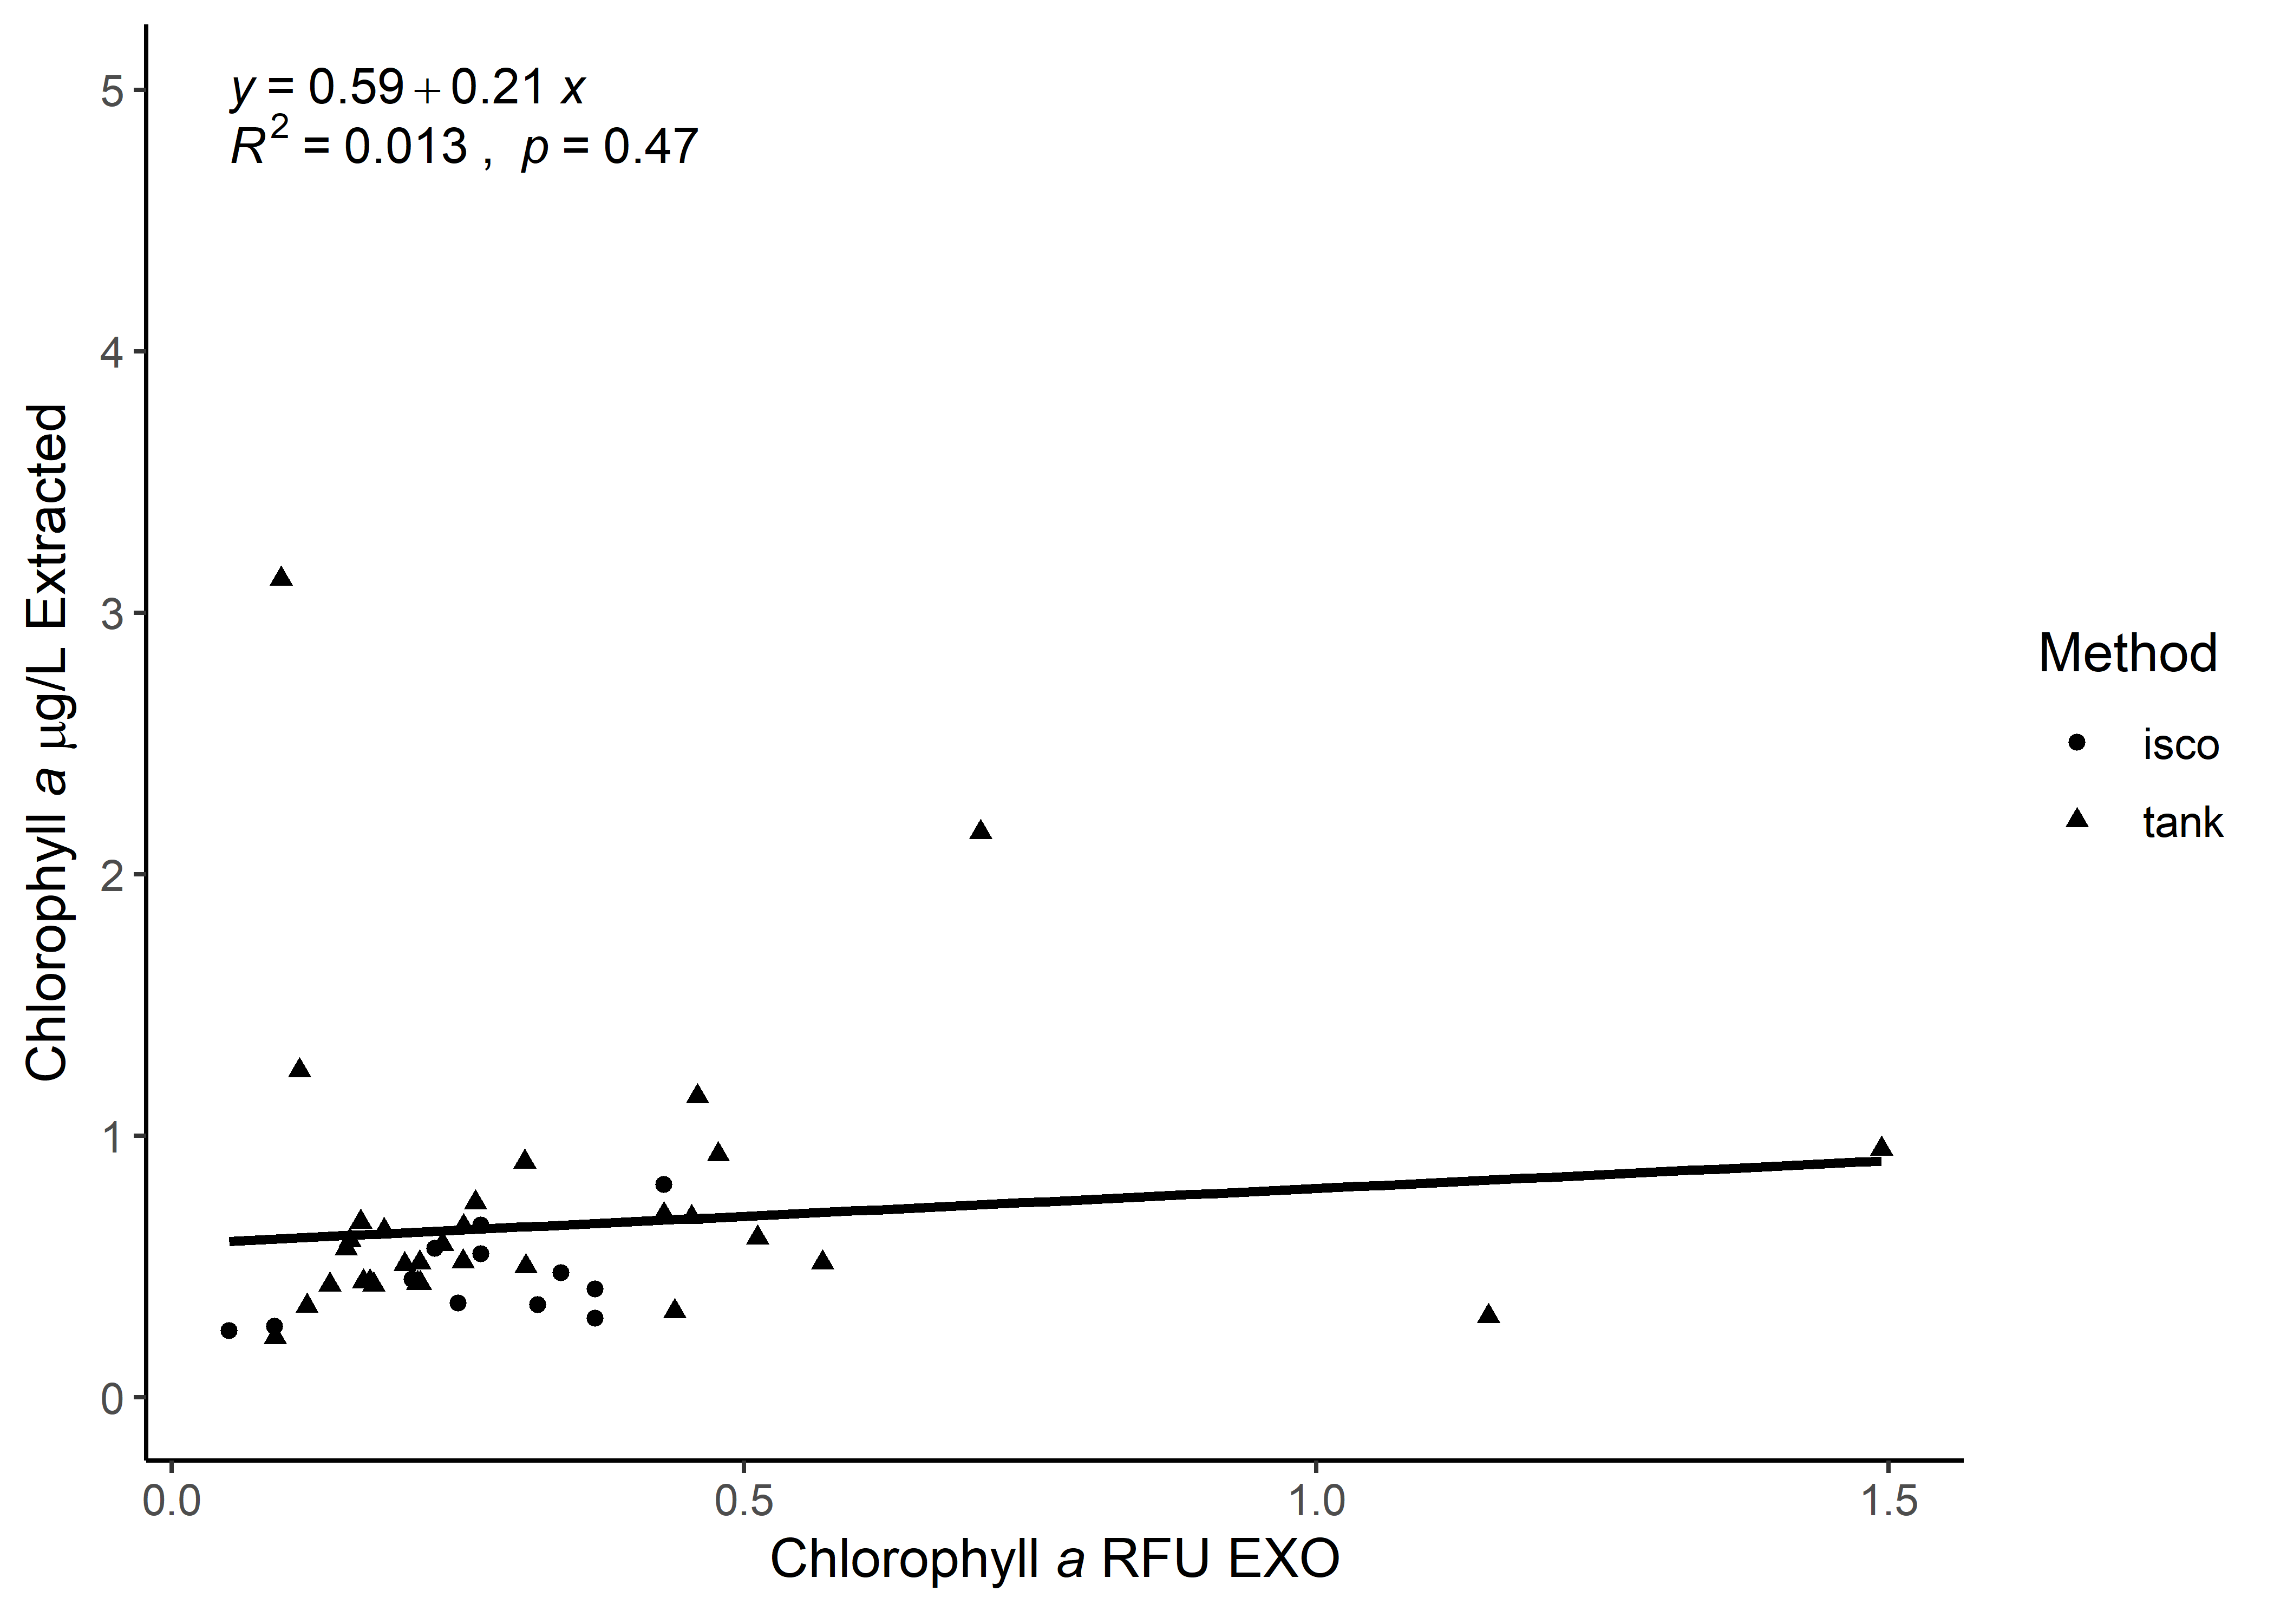 y = 0.59 + 0.21 x
R² = 0.013 , p = 0.47
5
4
3
2
1
0
Chlorophyll a μg/L Extracted
0.0 0.5 1.0 1.5
Chlorophyll a RFU EXO
Method
isco
tank